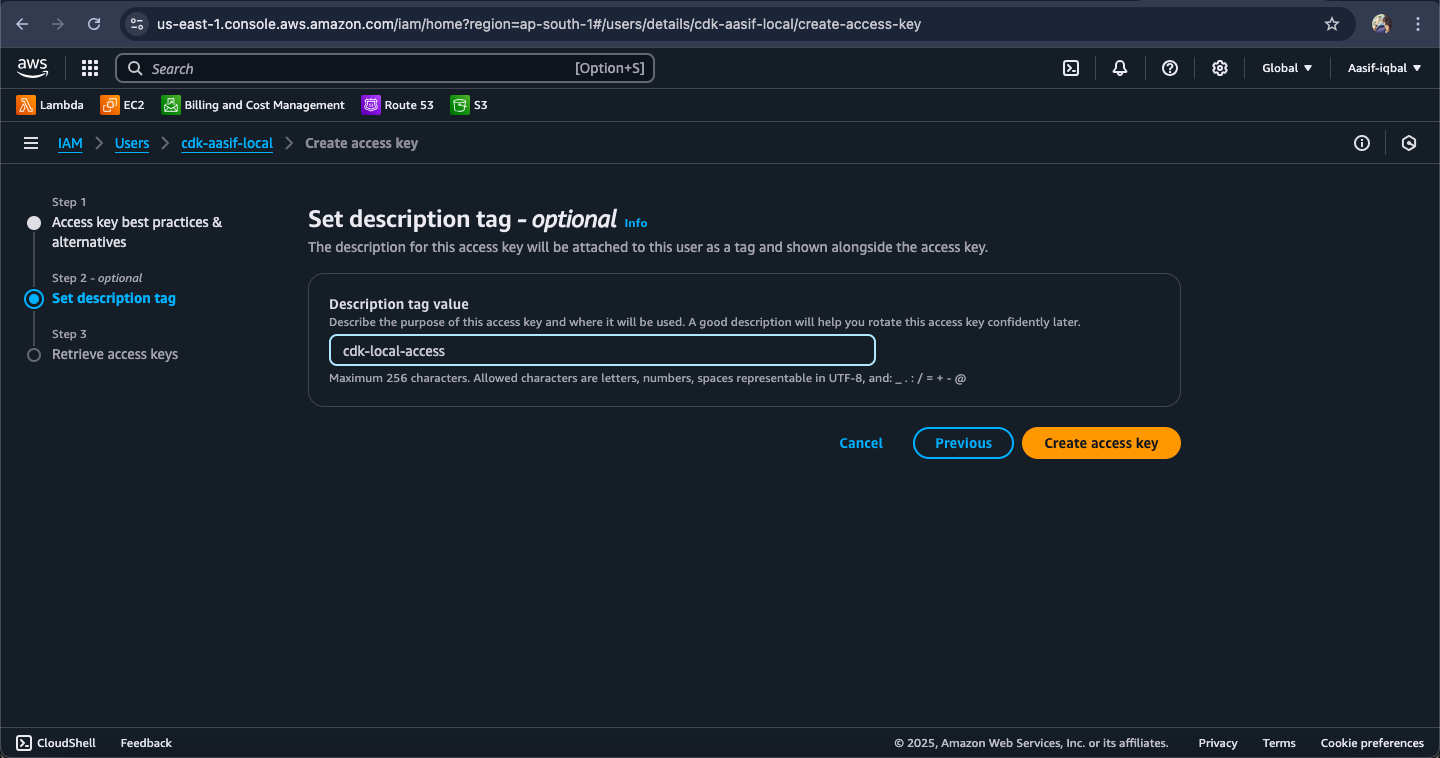 us-east-1.console.aws.amazon.com/iam/home?region=ap-south-1#/users/details/cdk-aasif-local/create-access-key
aws Search [Option+S] Global Aasif-iqbal
Lambda EC2 Billing and Cost Management Route 53 S3
IAM Users cdk-aasif-local Create access key
Step 1
Access key best practices &
alternatives
Step 2 - optional
Set description tag
Step 3
Retrieve access keys
Set description tag - optional Info
The description for this access key will be attached to this user as a tag and shown alongside the access key.
Description tag value
Describe the purpose of this access key and where it will be used. A good description will help you rotate this access key confidently later.
cdk-local-access
Maximum 256 characters. Allowed characters are letters, numbers, spaces representable in UTF-8, and: _ . : / = + - @
Cancel Previous Create access key
CloudShell Feedback © 2025, Amazon Web Services, Inc. or its affiliates. Privacy Terms Cookie preferences